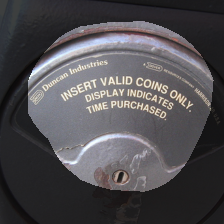 Duncan Industries
INSERT VALID COINS ONLY.
DISPLAY INDICATES
TIME PURCHASED.